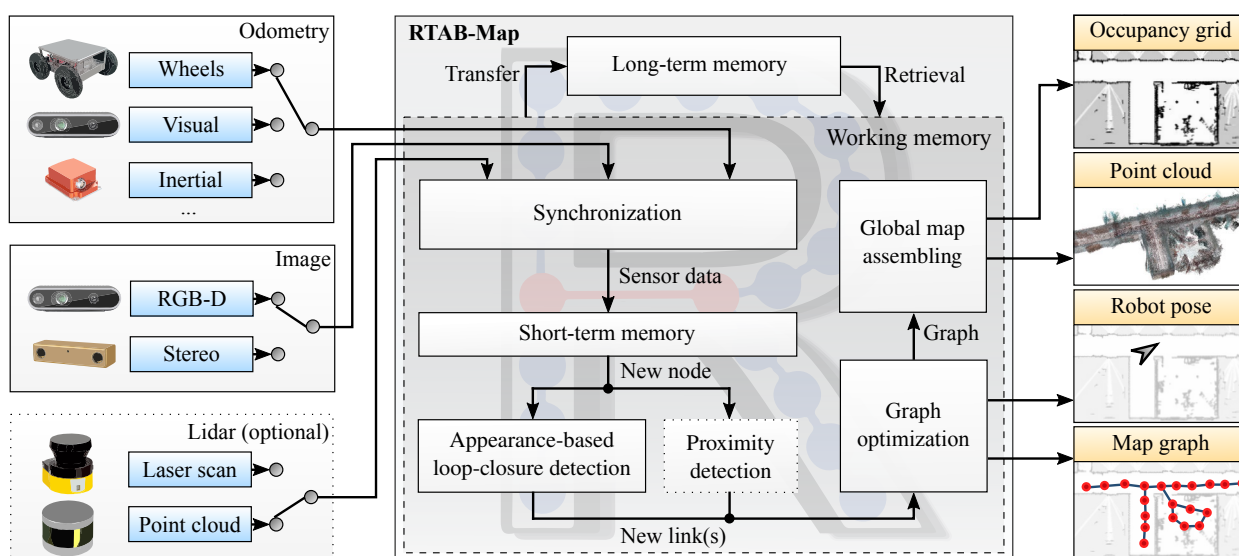 Odometry
Wheels
Visual
Inertial
...
Image
RGB-D
Stereo
Lidar (optional)
Laser scan
Point cloud
RTAB-Map
Transfer
Long-term memory
Retrieval
Working memory
Synchronization
Sensor data
Short-term memory
New node
Appearance-based
loop-closure detection
Proximity
detection
New link(s)
Global map
assembling
Graph
Graph
optimization
Occupancy grid
Point cloud
Robot pose
Map graph